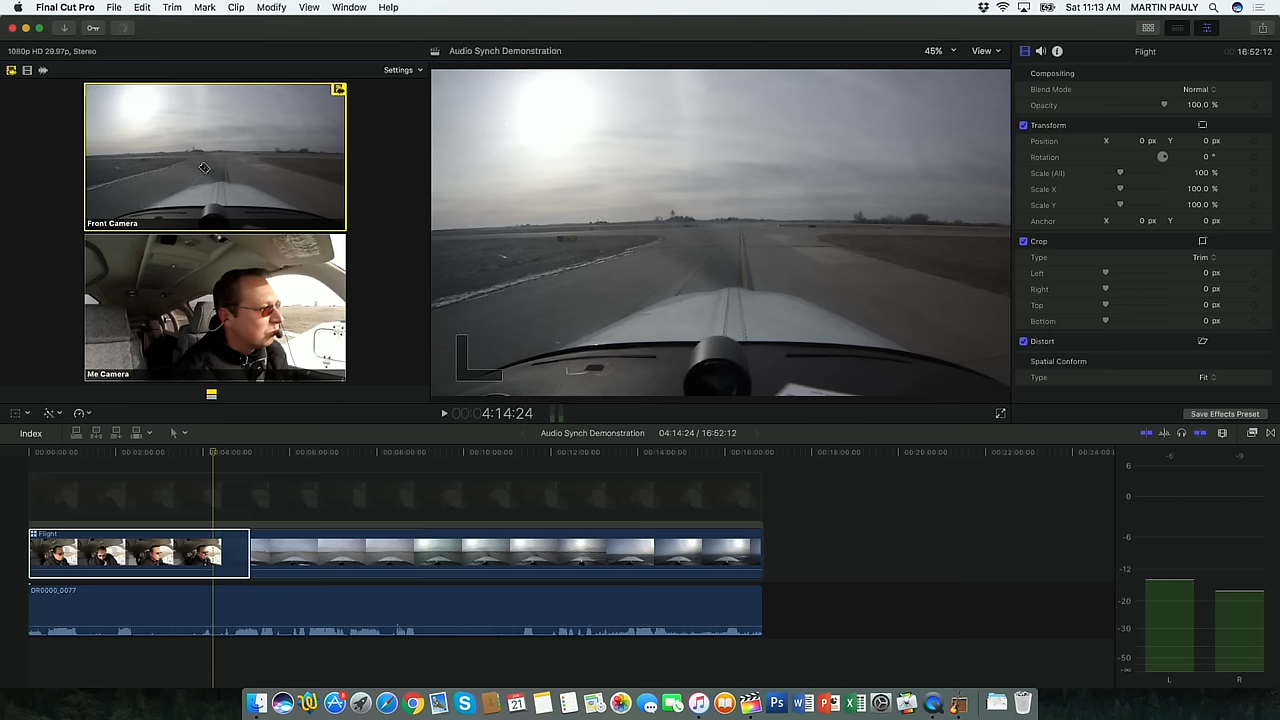 Final Cut Pro File Edit Trim Mark Clip Modify View Window Help Sat 11:13 AM MARTIN PAULY
1080p HD 29.97p, Stereo
Audio Synch Demonstration 45% View
Flight 00:16:52:12
Settings
Front Camera
Me Camera
Compositing
Blend Mode Normal
Opacity 100.0 %
Transform
Position X 0 px Y 0 px
Rotation 0 °
Scale (All) 100 %
Scale X 100.0 %
Scale Y 100.0 %
Anchor X 0 px Y 0 px
Crop
Type Trim
Left 0 px
Right 0 px
Top 0 px
Bottom 0 px
Distort
Spatial Conform
Type Fit
00:04:14:24
Save Effects Preset
Index
Audio Synch Demonstration 04:14:24 / 16:52:12
00:00:00:00 00:02:00:00 00:04:00:00 00:06:00:00 00:08:00:00 00:10:00:00 00:12:00:00 00:14:00:00 00:16:00:00 00:18:00:00 00:20:00:00 00:22:00:00 00:24:00
Flight
DR0000_0077
-6 -9
6
0
-6
-12
-20
-30
-50
-∞
L R
21